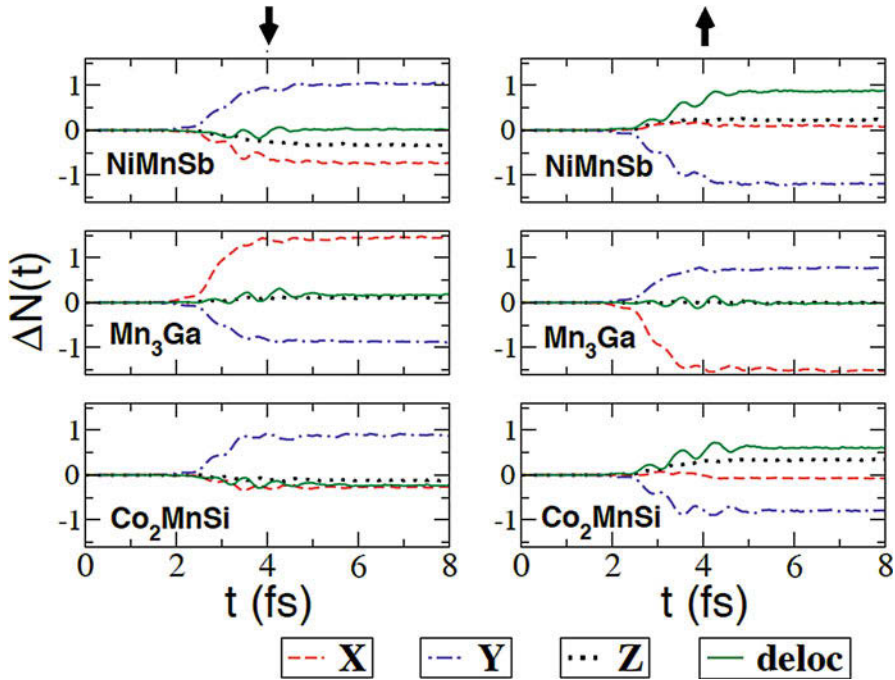 1
0
-1
NiMnSb
1
0
-1
NiMnSb
ΔN(t)
1
0
-1
Mn₃Ga
1
0
-1
Mn₃Ga
1
0
-1
Co₂MnSi
0 2 4 6 8
t (fs)
1
0
-1
Co₂MnSi
0 2 4 6 8
t (fs)
X Y Z deloc